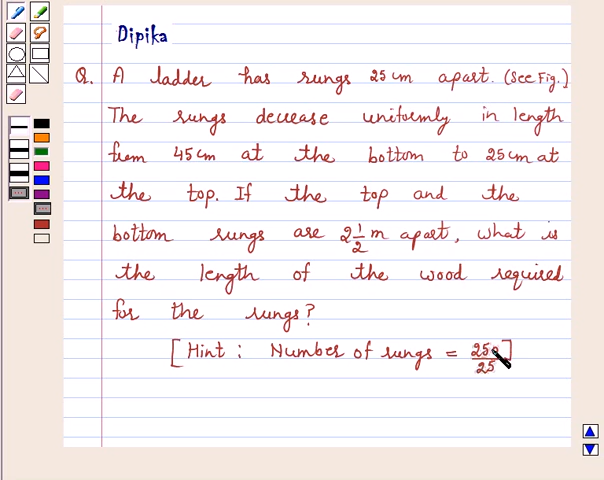 Dipika
Q. A ladder has rungs 25 cm apart. (See Fig.)
The rungs decrease uniformly in length
from 45 cm at the bottom to 25 cm at
the top. If the top and the
bottom rungs are 2 1/2 m apart, what is
the length of the wood required
for the rungs?
[Hint : Number of rungs = 250/25]